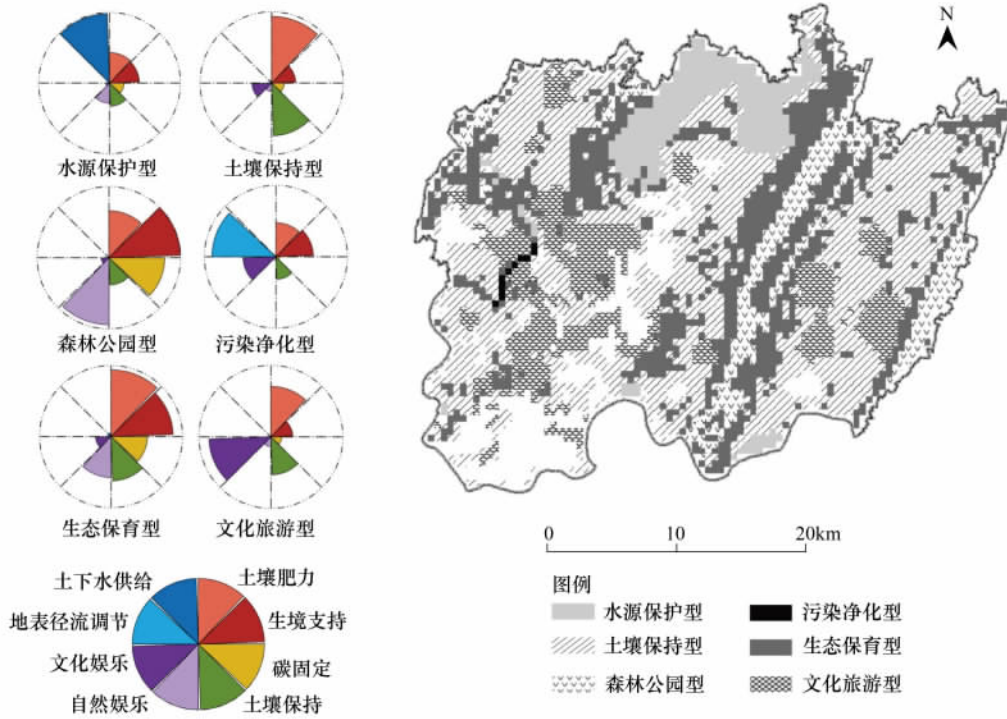 水源保护型
土壤保持型
森林公园型
污染净化型
生态保育型
文化旅游型
土下水供给
土壤肥力
地表径流调节
生境支持
文化娱乐
碳固定
自然娱乐
土壤保持
N
0 10 20km
图例
水源保护型
污染净化型
土壤保持型
生态保育型
森林公园型
文化旅游型